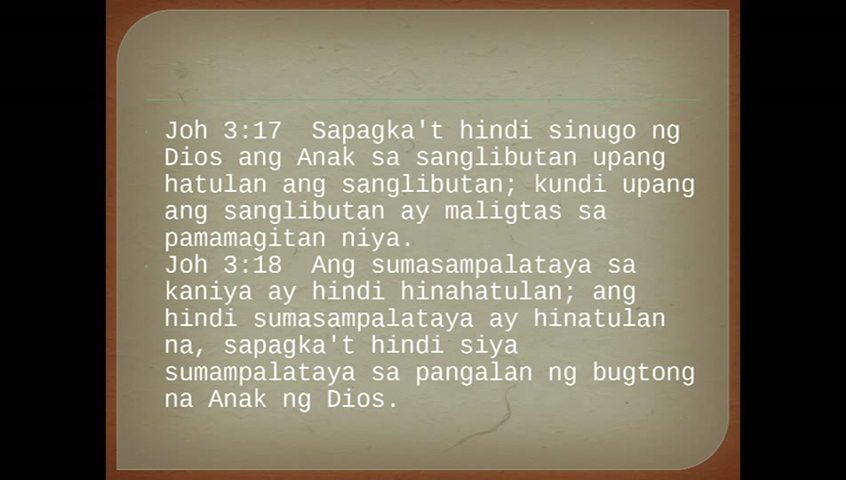 Joh 3:17  Sapagka't hindi sinugo ng
Dios ang Anak sa sanglibutan upang
hatulan ang sanglibutan; kundi upang
ang sanglibutan ay maligtas sa
pamamagitan niya.
Joh 3:18  Ang sumasampalataya sa
kaniya ay hindi hinahatulan; ang
hindi sumasampalataya ay hinatulan
na, sapagka't hindi siya
sumampalataya sa pangalan ng bugtong
na Anak ng Dios.